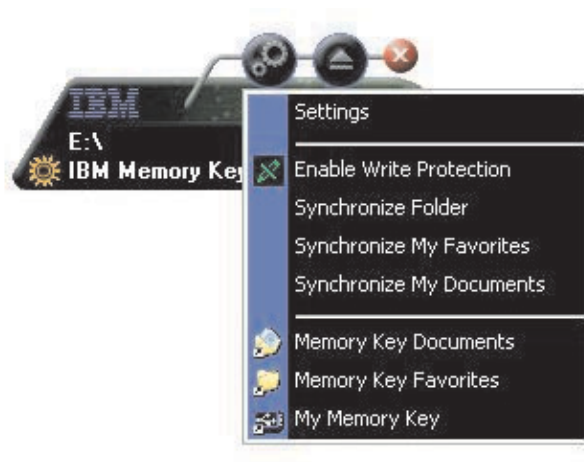 IBM
E:\
IBM Memory Key
Settings
Enable Write Protection
Synchronize Folder
Synchronize My Favorites
Synchronize My Documents
Memory Key Documents
Memory Key Favorites
My Memory Key